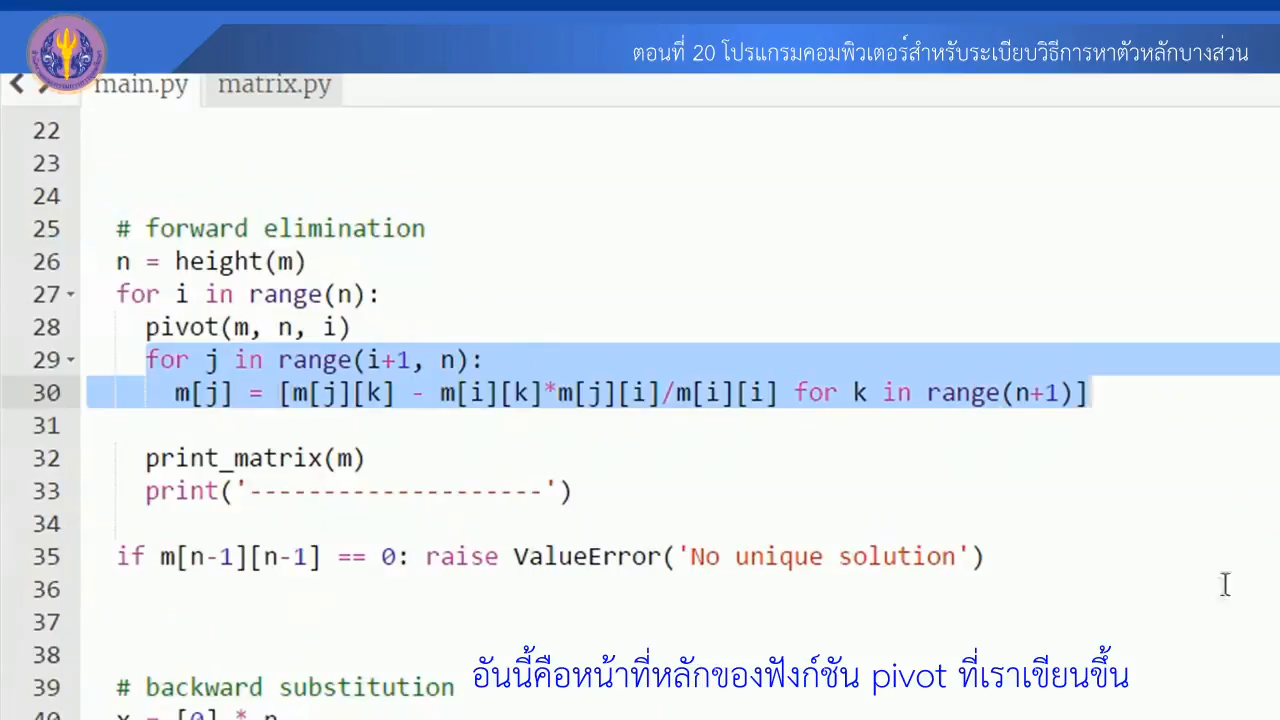 ตอนที่ 20 โปรแกรมคอมพิวเตอร์สำหรับระเบียบวิธีการหาตัวหลักบางส่วน
main.py matrix.py
22
23
24
25 # forward elimination
26 n = height(m)
27 for i in range(n):
28 pivot(m, n, i)
29 for j in range(i+1, n):
30 m[j] = [m[j][k] - m[i][k]*m[j][i]/m[i][i] for k in range(n+1)]
31
32 print_matrix(m)
33 print('--------------------')
34
35 if m[n-1][n-1] == 0: raise ValueError('No unique solution')
36
37
38
อันนี้คือหน้าที่หลักของฟังก์ชัน pivot ที่เราเขียนขึ้น
39 # backward substitution
40 x = [0] * n